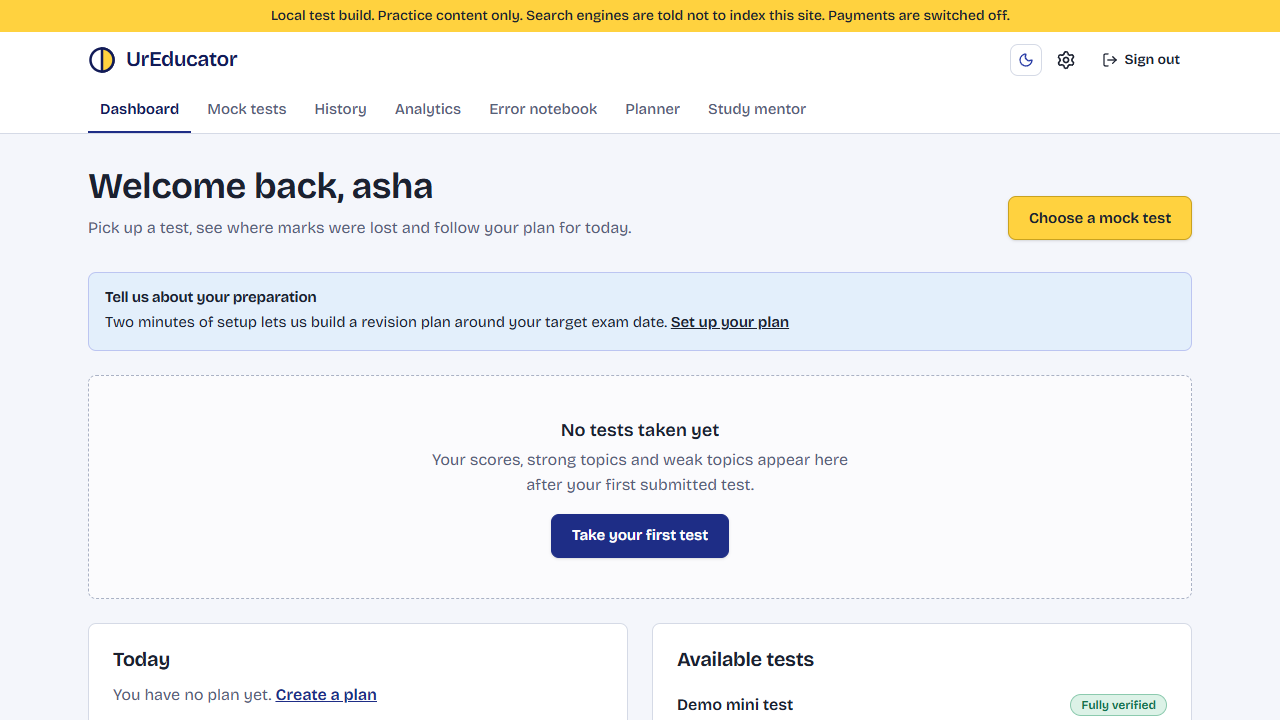 Local test build. Practice content only. Search engines are told not to index this site. Payments are switched off.
UrEducator
Sign out
Dashboard
Mock tests
History
Analytics
Error notebook
Planner
Study mentor
Welcome back, asha
Pick up a test, see where marks were lost and follow your plan for today.
Choose a mock test
Tell us about your preparation
Two minutes of setup lets us build a revision plan around your target exam date. Set up your plan
No tests taken yet
Your scores, strong topics and weak topics appear here
after your first submitted test.
Take your first test
Today
You have no plan yet. Create a plan
Available tests
Demo mini test
Fully verified